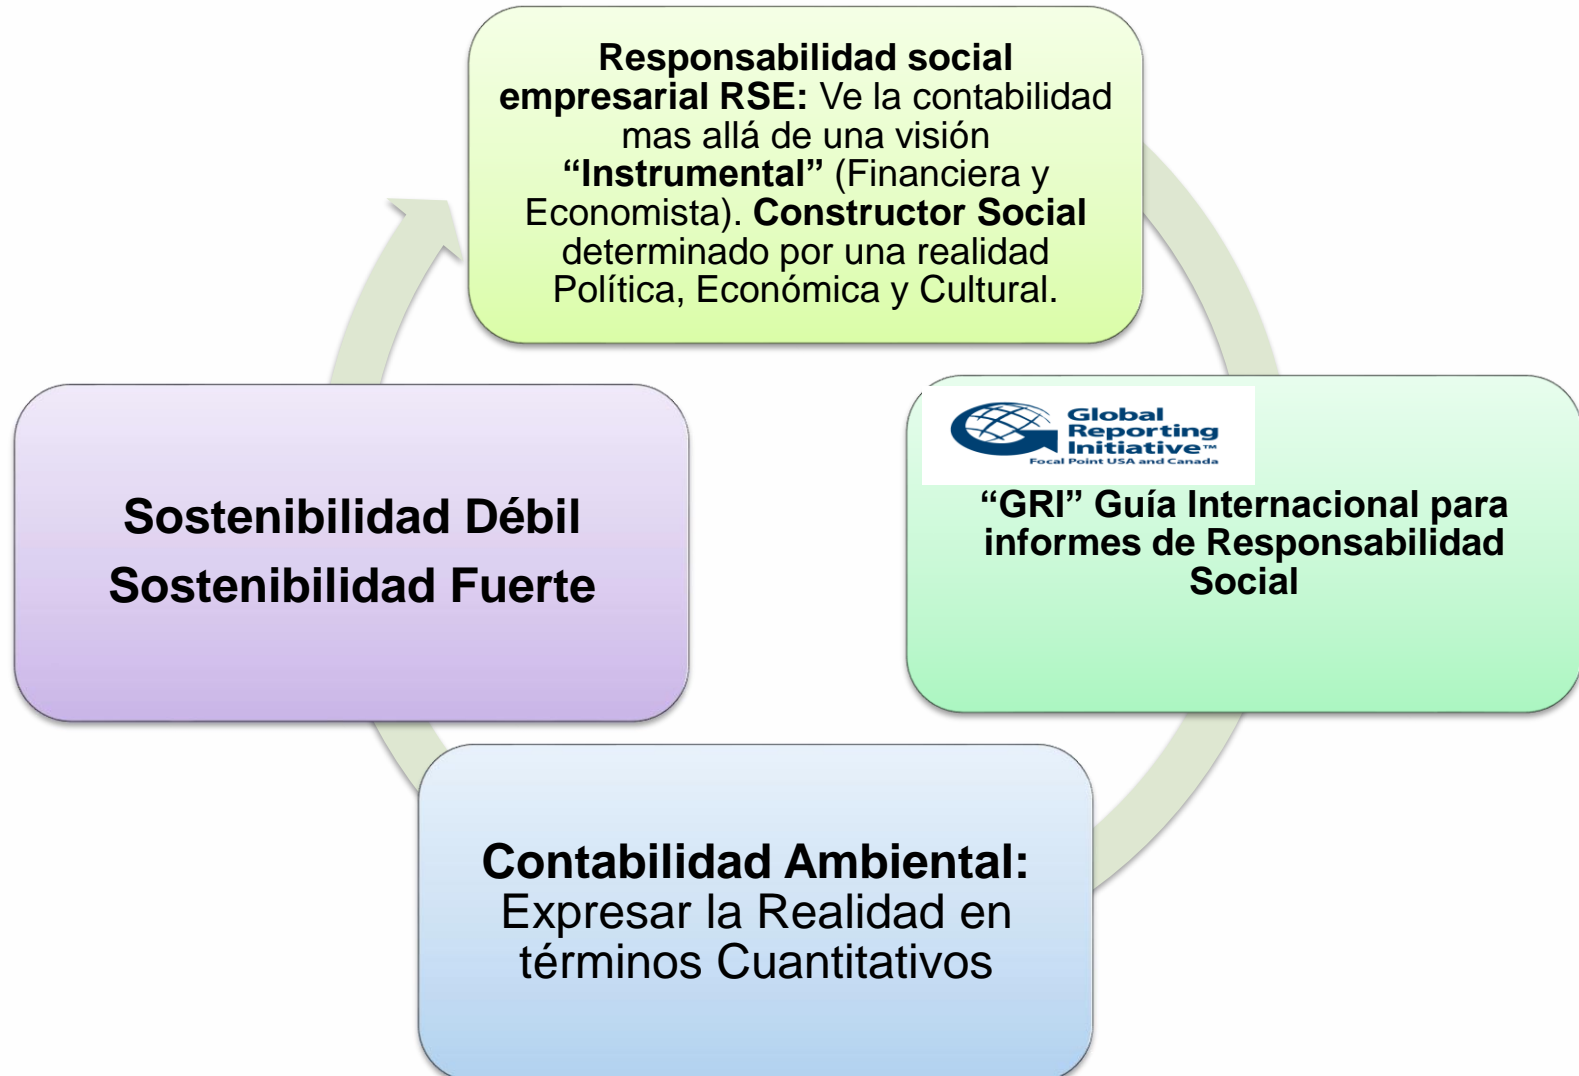 Responsabilidad social
empresarial RSE: Ve la contabilidad
mas allá de una visión
“Instrumental” (Financiera y
Economista). Constructor Social
determinado por una realidad
Política, Económica y Cultural.
Global
Reporting
Initiative™
Focal Point USA and Canada
“GRI” Guía Internacional para
informes de Responsabilidad
Social
Contabilidad Ambiental:
Expresar la Realidad en
términos Cuantitativos
Sostenibilidad Débil
Sostenibilidad Fuerte